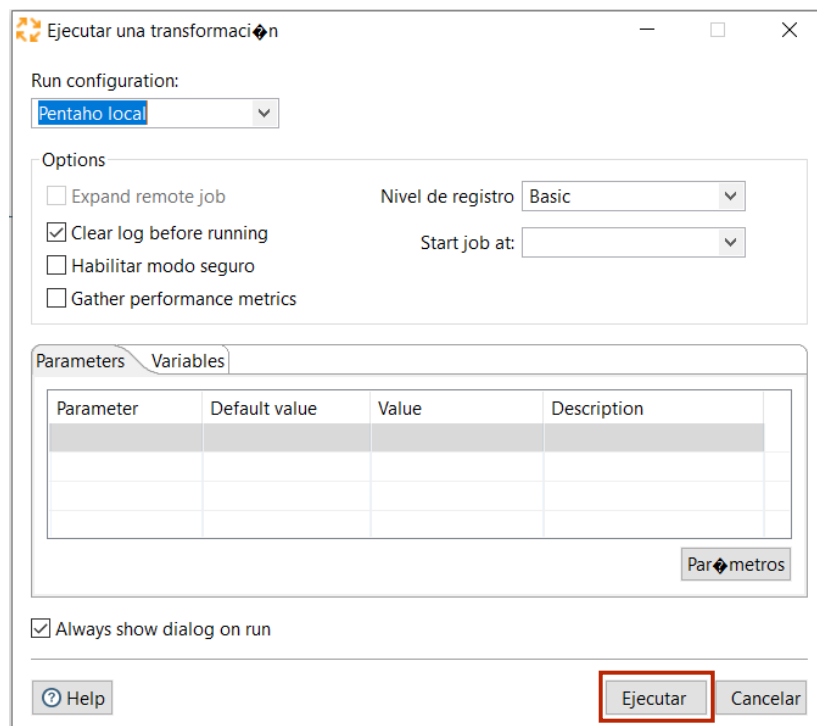 Ejecutar una transformaci�n
Run configuration:
Pentaho local
Options
Expand remote job
Nivel de registro Basic
Clear log before running
Start job at:
Habilitar modo seguro
Gather performance metrics
Parameters Variables
Parameter Default value Value Description
Par�metros
Always show dialog on run
Help Ejecutar Cancelar